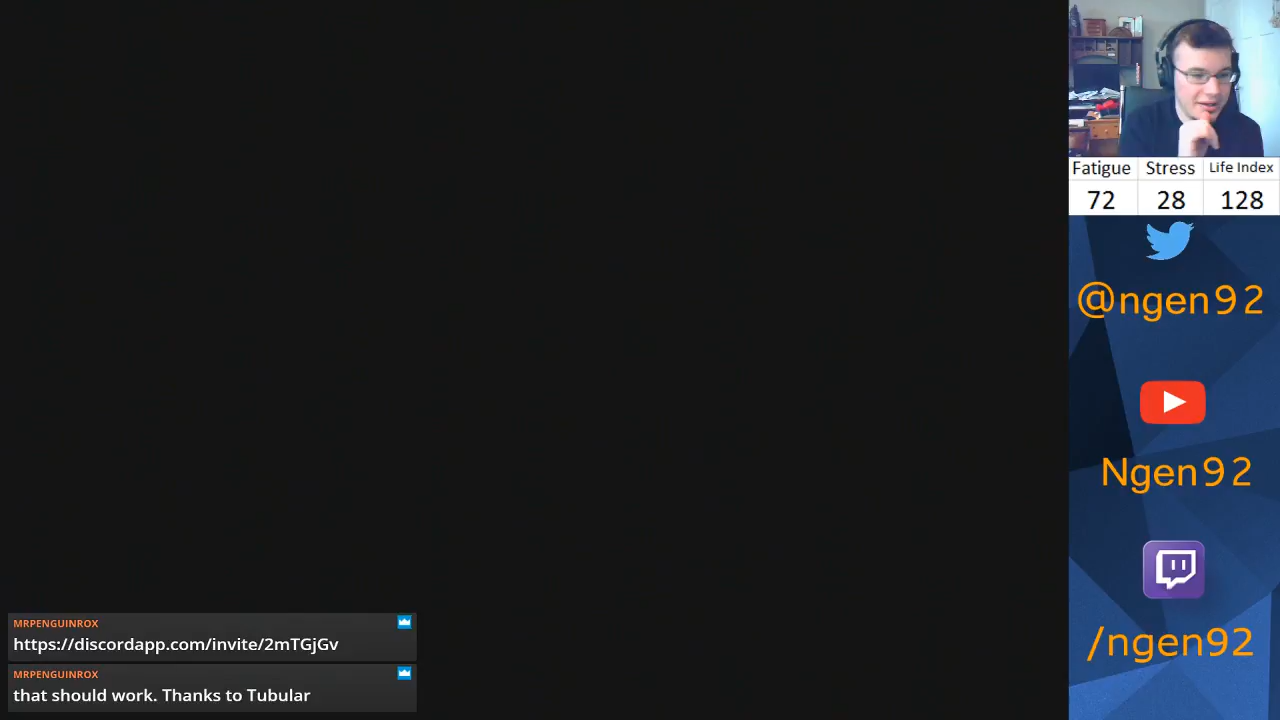 Fatigue Stress Life Index
72 28 128
@ngen92
Ngen92
/ngen92
MRPENGUINROX
https://discordapp.com/invite/2mTGjGv
MRPENGUINROX
that should work. Thanks to Tubular